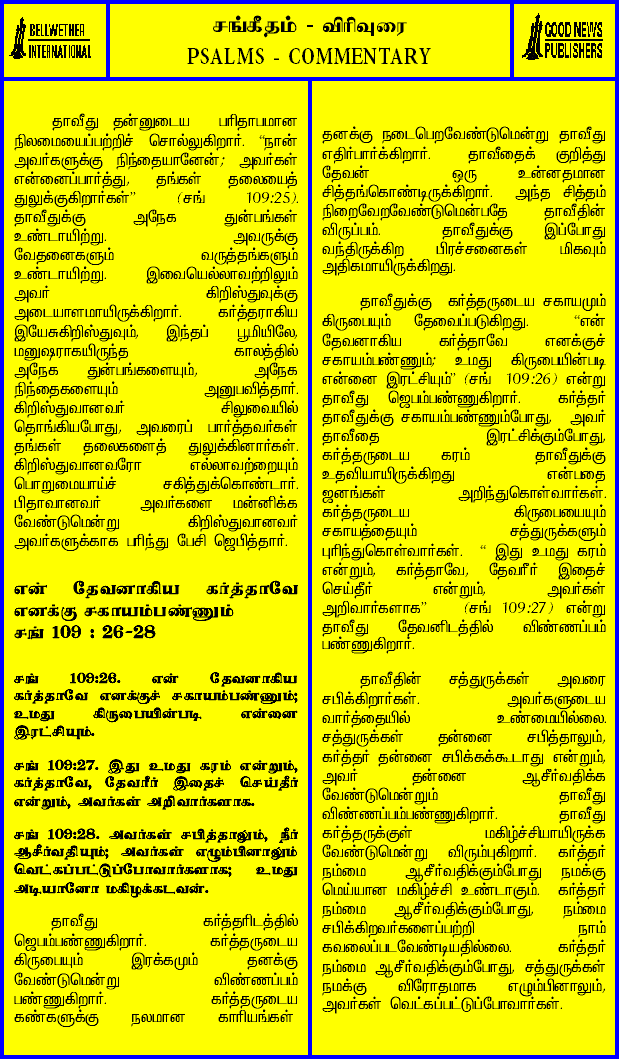 BELLWETHER
INTERNATIONAL
சங்கீதம் - விரிவுரை
PSALMS - COMMENTARY
GOOD NEWS
PUBLISHERS
தாவீது தன்னுடைய பரிதாபமான
நிலமையைப்பற்றிச் சொல்லுகிறார். “நான்
அவர்களுக்கு நிந்தையானேன்; அவர்கள்
என்னைப்பார்த்து, தங்கள் தலையைத்
துலுக்குகிறார்கள்” (சங் 109:25).
தாவீதுக்கு அநேக துன்பங்கள்
உண்டாயிற்று. அவருக்கு
வேதனைகளும் வருத்தங்களும்
உண்டாயிற்று. இவையெல்லாவற்றிலும்
அவர் கிறிஸ்துவுக்கு
அடையாளமாயிருக்கிறார். கர்த்தராகிய
இயேசுகிறிஸ்துவும், இந்தப் பூமியிலே,
மனுஷராகயிருந்த காலத்தில்
அநேக துன்பங்களையும், அநேக
நிந்தைகளையும் அனுபவித்தார்.
கிறிஸ்துவானவர் சிலுவையில்
தொங்கியபோது, அவரைப் பார்த்தவர்கள்
தங்கள் தலைகளைத் துலுக்கினார்கள்.
கிறிஸ்துவானவரோ எல்லாவற்றையும்
பொறுமையாய்ச் சகித்துக்கொண்டார்.
பிதாவானவர் அவர்களை மன்னிக்க
வேண்டுமென்று கிறிஸ்துவானவர்
அவர்களுக்காக பரிந்து பேசி ஜெபித்தார்.
என் தேவனாகிய கர்த்தாவே
எனக்கு சகாயம்பண்ணும்
சங் 109 : 26-28
சங் 109:26. என் தேவனாகிய
கர்த்தாவே எனக்குச் சகாயம்பண்ணும்;
உமது கிருபையின்படி என்னை
இரட்சியும்.
சங் 109:27. இது உமது கரம் என்றும்,
கர்த்தாவே, தேவரீர் இதைச் செய்தீர்
என்றும், அவர்கள் அறிவார்களாக.
சங் 109:28. அவர்கள் சபித்தாலும், நீர்
ஆசீர்வதியும்; அவர்கள் எழும்பினாலும்
வெட்கப்பட்டுப்போவார்களாக; உமது
அடியானோ மகிழக்கடவன்.
தாவீது கர்த்தரிடத்தில்
ஜெபம்பண்ணுகிறார். கர்த்தருடைய
கிருபையும் இரக்கமும் தனக்கு
வேண்டுமென்று விண்ணப்பம்
பண்ணுகிறார். கர்த்தருடைய
கண்களுக்கு நலமான காரியங்கள்
தனக்கு நடைபெறவேண்டுமென்று தாவீது
எதிர்பார்க்கிறார். தாவீதைக் குறித்து
தேவன் ஒரு உன்னதமான
சித்தங்கொண்டிருக்கிறார். அந்த சித்தம்
நிறைவேறவேண்டுமென்பதே தாவீதின்
விருப்பம். தாவீதுக்கு இப்போது
வந்திருக்கிற பிரச்சனைகள் மிகவும்
அதிகமாயிருக்கிறது.
தாவீதுக்கு கர்த்தருடைய சகாயமும்
கிருபையும் தேவைப்படுகிறது. “என்
தேவனாகிய கர்த்தாவே எனக்குச்
சகாயம்பண்ணும்; உமது கிருபையின்படி
என்னை இரட்சியும்” (சங் 109:26) என்று
தாவீது ஜெபம்பண்ணுகிறார். கர்த்தர்
தாவீதுக்கு சகாயம்பண்ணும்போது, அவர்
தாவீதை இரட்சிக்கும்போது,
கர்த்தருடைய கரம் தாவீதுக்கு
உதவியாயிருக்கிறது என்பதை
ஜனங்கள் அறிந்துகொள்வார்கள்.
கர்த்தருடைய கிருபையையும்
சகாயத்தையும் சத்துருக்களும்
புரிந்துகொள்வார்கள். “ இது உமது கரம்
என்றும், கர்த்தாவே, தேவரீர் இதைச்
செய்தீர் என்றும், அவர்கள்
அறிவார்களாக” (சங் 109:27) என்று
தாவீது தேவனிடத்தில் விண்ணப்பம்
பண்ணுகிறார்.
தாவீதின் சத்துருக்கள் அவரை
சபிக்கிறார்கள். அவர்களுடைய
வார்த்தையில் உண்மையில்லை.
சத்துருக்கள் தன்னை சபித்தாலும்,
கர்த்தர் தன்னை சபிக்கக்கூடாது என்றும்,
அவர் தன்னை ஆசீர்வதிக்க
வேண்டுமென்றும் தாவீது
விண்ணப்பம்பண்ணுகிறார். தாவீது
கர்த்தருக்குள் மகிழ்ச்சியாயிருக்க
வேண்டுமென்று விரும்புகிறார். கர்த்தர்
நம்மை ஆசீர்வதிக்கும்போது நமக்கு
மெய்யான மகிழ்ச்சி உண்டாகும். கர்த்தர்
நம்மை ஆசீர்வதிக்கும்போது, நம்மை
சபிக்கிறவர்களைப்பற்றி நாம்
கவலைப்படவேண்டியதில்லை. கர்த்தர்
நம்மை ஆசீர்வதிக்கும்போது, சத்துருக்கள்
நமக்கு விரோதமாக எழும்பினாலும்,
அவர்கள் வெட்கப்பட்டுப்போவார்கள்.